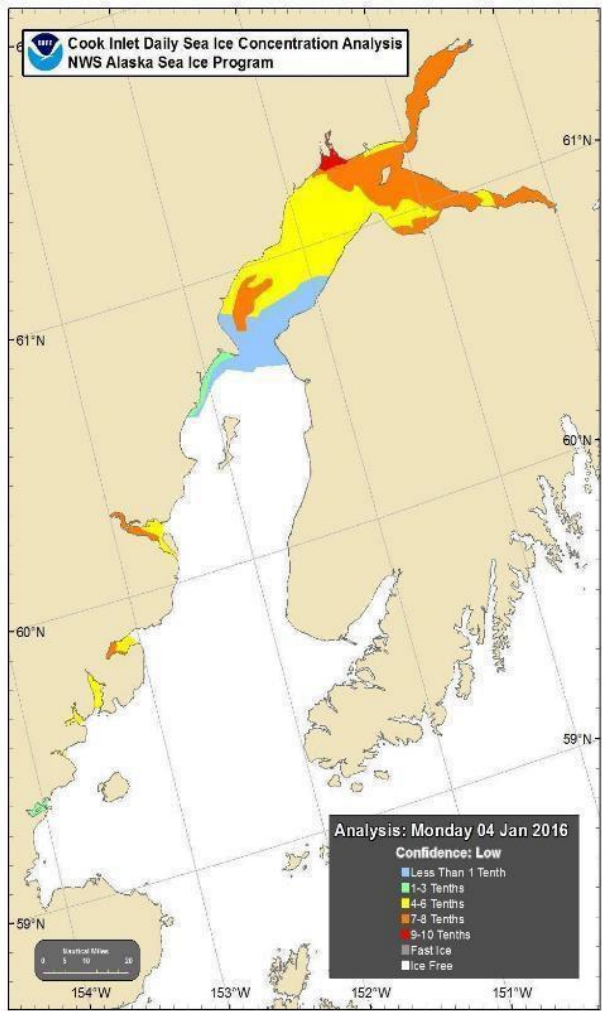 Cook Inlet Daily Sea Ice Concentration Analysis
NWS Alaska Sea Ice Program
61°N
61°N
60°N
60°N
59°N
59°N
Analysis: Monday 04 Jan 2016
Confidence: Low
Less Than 1 Tenth
1-3 Tenths
4-6 Tenths
7-8 Tenths
9-10 Tenths
Fast Ice
Ice Free
Nautical Miles
0 5 10 20
154°W 153°W 152°W 151°W